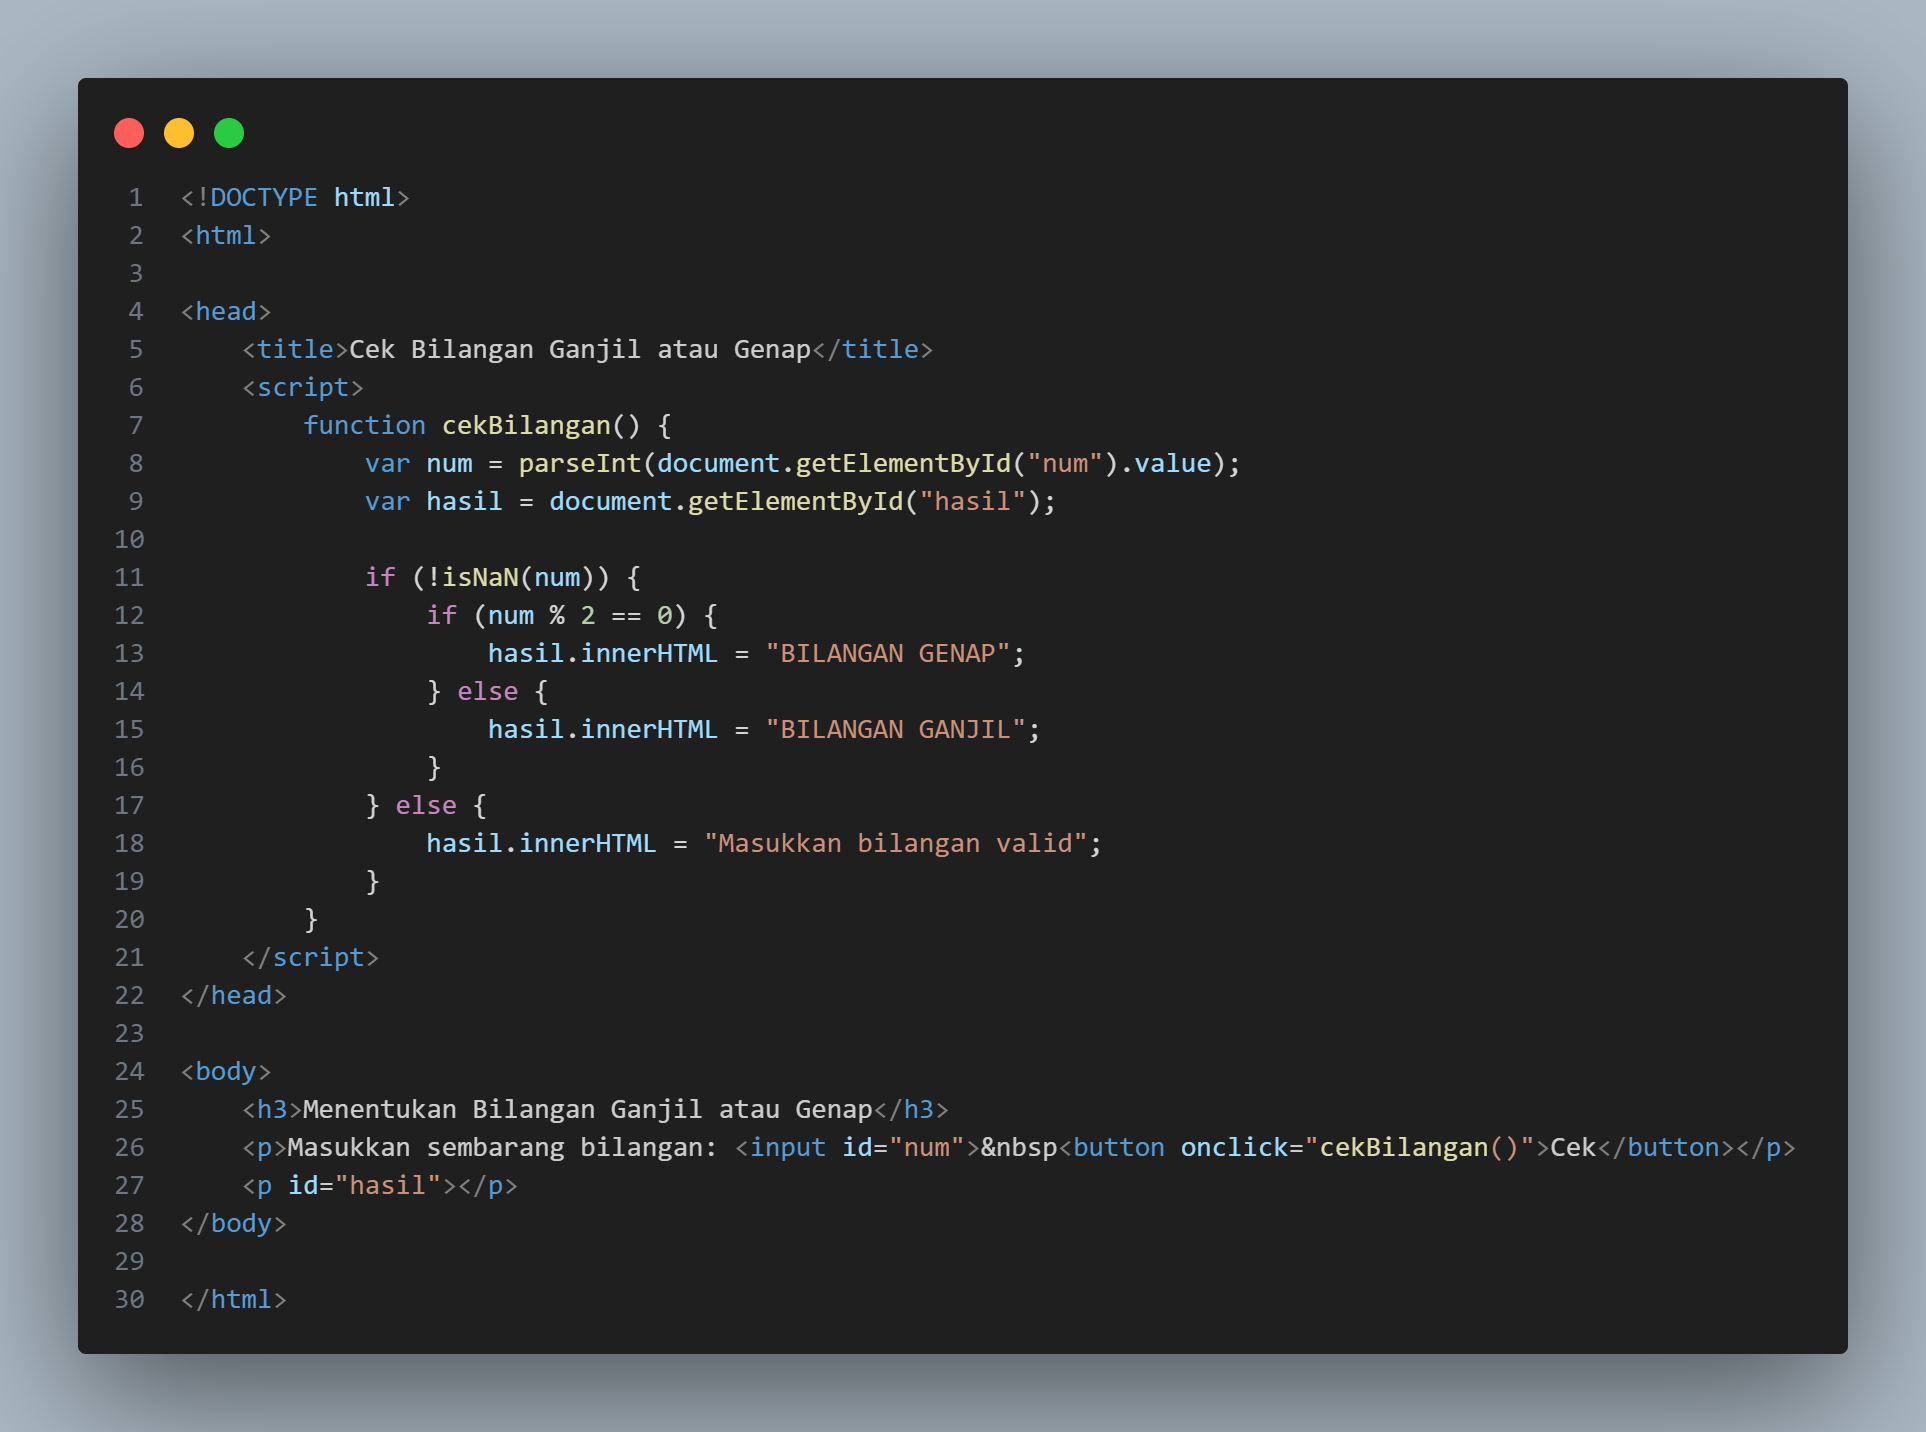 1 <!DOCTYPE html>
2 <html>
3
4 <head>
5     <title>Cek Bilangan Ganjil atau Genap</title>
6     <script>
7         function cekBilangan() {
8             var num = parseInt(document.getElementById("num").value);
9             var hasil = document.getElementById("hasil");
10
11             if (!isNaN(num)) {
12                 if (num % 2 == 0) {
13                     hasil.innerHTML = "BILANGAN GENAP";
14                 } else {
15                     hasil.innerHTML = "BILANGAN GANJIL";
16                 }
17             } else {
18                 hasil.innerHTML = "Masukkan bilangan valid";
19             }
20         }
21     </script>
22 </head>
23
24 <body>
25     <h3>Menentukan Bilangan Ganjil atau Genap</h3>
26     <p>Masukkan sembarang bilangan: <input id="num">&nbsp<button onclick="cekBilangan()">Cek</button></p>
27     <p id="hasil"></p>
28 </body>
29
30 </html>